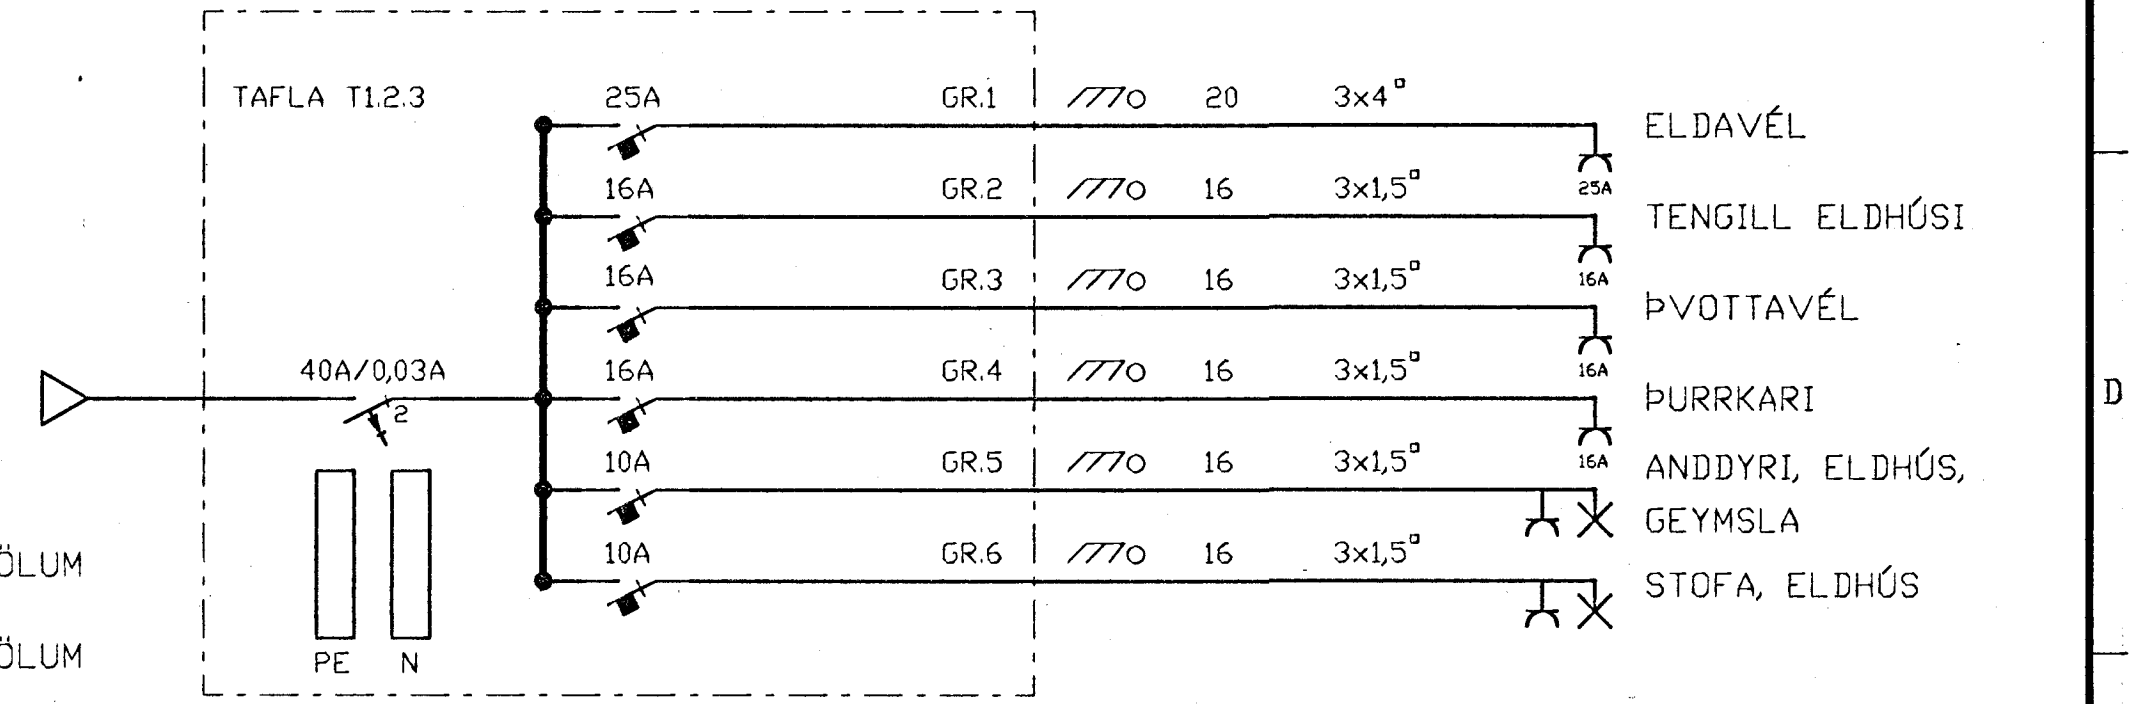 TAFLA T1.2.3 25A GR.1 20 3x4□ ELDAVÉL
25A
16A GR.2 16 3x1,5□ TENGILL ELDHÚSI
16A
16A GR.3 16 3x1,5□ ÞVOTTAVÉL
16A
40A/0,03A 16A GR.4 16 3x1,5□ ÞURRKARI
2
16A
10A GR.5 16 3x1,5□ ANDDYRI, ELDHÚS,
GEYMSLA
10A GR.6 16 3x1,5□ STOFA, ELDHÚS
PE N
ÖLUM
ÖLUM
D